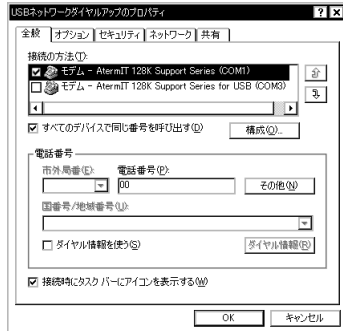 USBネットワークダイヤルアップのプロパティ
全般 オプション セキュリティ ネットワーク 共有
接続の方法(T):
モデム - AtermIT 128K Support Series (COM1)
モデム - AtermIT 128K Support Series for USB (COM3)
すべてのデバイスで同じ番号を呼び出す(D) 構成(O)...
電話番号
市外局番(E): 電話番号(P):
00 その他(N)
国番号/地域番号(U):
ダイヤル情報を使う(S) ダイヤル情報(R)
接続時にタスク バーにアイコンを表示する(W)
OK キャンセル